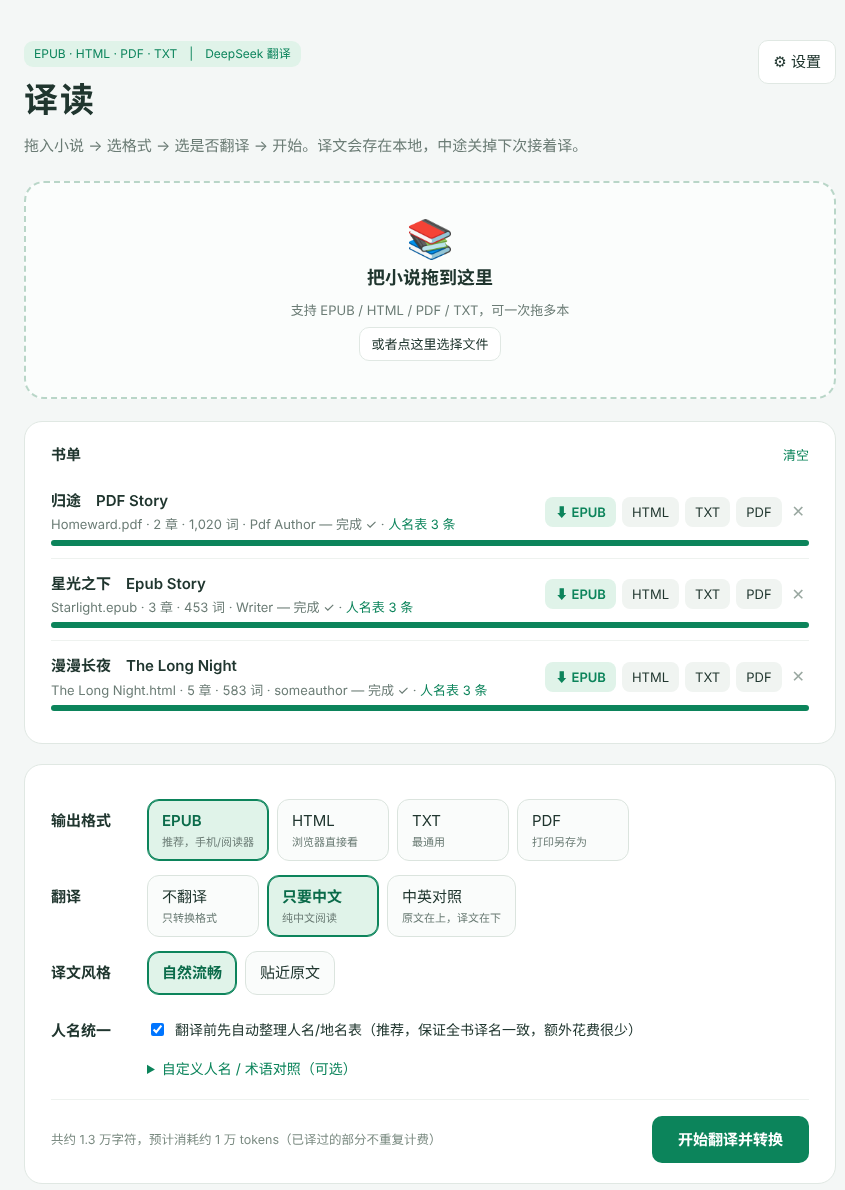 EPUB · HTML · PDF · TXT | DeepSeek 翻译
⚙ 设置
译读
拖入小说 → 选格式 → 选是否翻译 → 开始。译文会存在本地，中途关掉下次接着译。
把小说拖到这里
支持 EPUB / HTML / PDF / TXT，可一次拖多本
或者点这里选择文件
书单
清空
归途 PDF Story
Homeward.pdf · 2 章 · 1,020 词 · Pdf Author — 完成 ✓ · 人名表 3 条
⬇ EPUB HTML TXT PDF ✕
星光之下 Epub Story
Starlight.epub · 3 章 · 453 词 · Writer — 完成 ✓ · 人名表 3 条
⬇ EPUB HTML TXT PDF ✕
漫漫长夜 The Long Night
The Long Night.html · 5 章 · 583 词 · someauthor — 完成 ✓ · 人名表 3 条
⬇ EPUB HTML TXT PDF ✕
输出格式
EPUB
推荐，手机/阅读器
HTML
浏览器直接看
TXT
最通用
PDF
打印另存为
翻译
不翻译
只转换格式
只要中文
纯中文阅读
中英对照
原文在上，译文在下
译文风格
自然流畅
贴近原文
人名统一
翻译前先自动整理人名/地名表（推荐，保证全书译名一致，额外花费很少）
▶ 自定义人名 / 术语对照（可选）
共约 1.3 万字符，预计消耗约 1 万 tokens（已译过的部分不重复计费）
开始翻译并转换